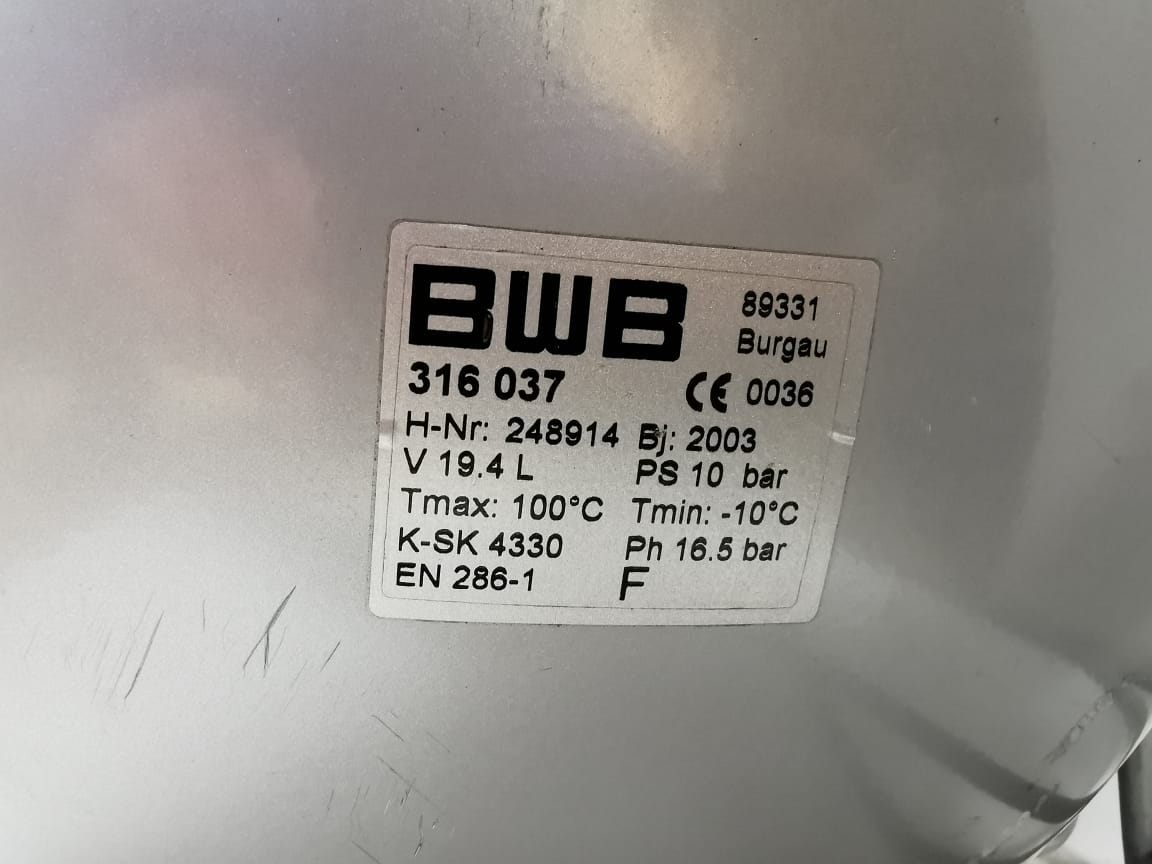 BWB 89331
Burgau
316 037 CE 0036
H-Nr: 248914 Bj: 2003
V 19.4 L PS 10 bar
Tmax: 100°C Tmin: -10°C
K-SK 4330 Ph 16.5 bar
EN 286-1 F